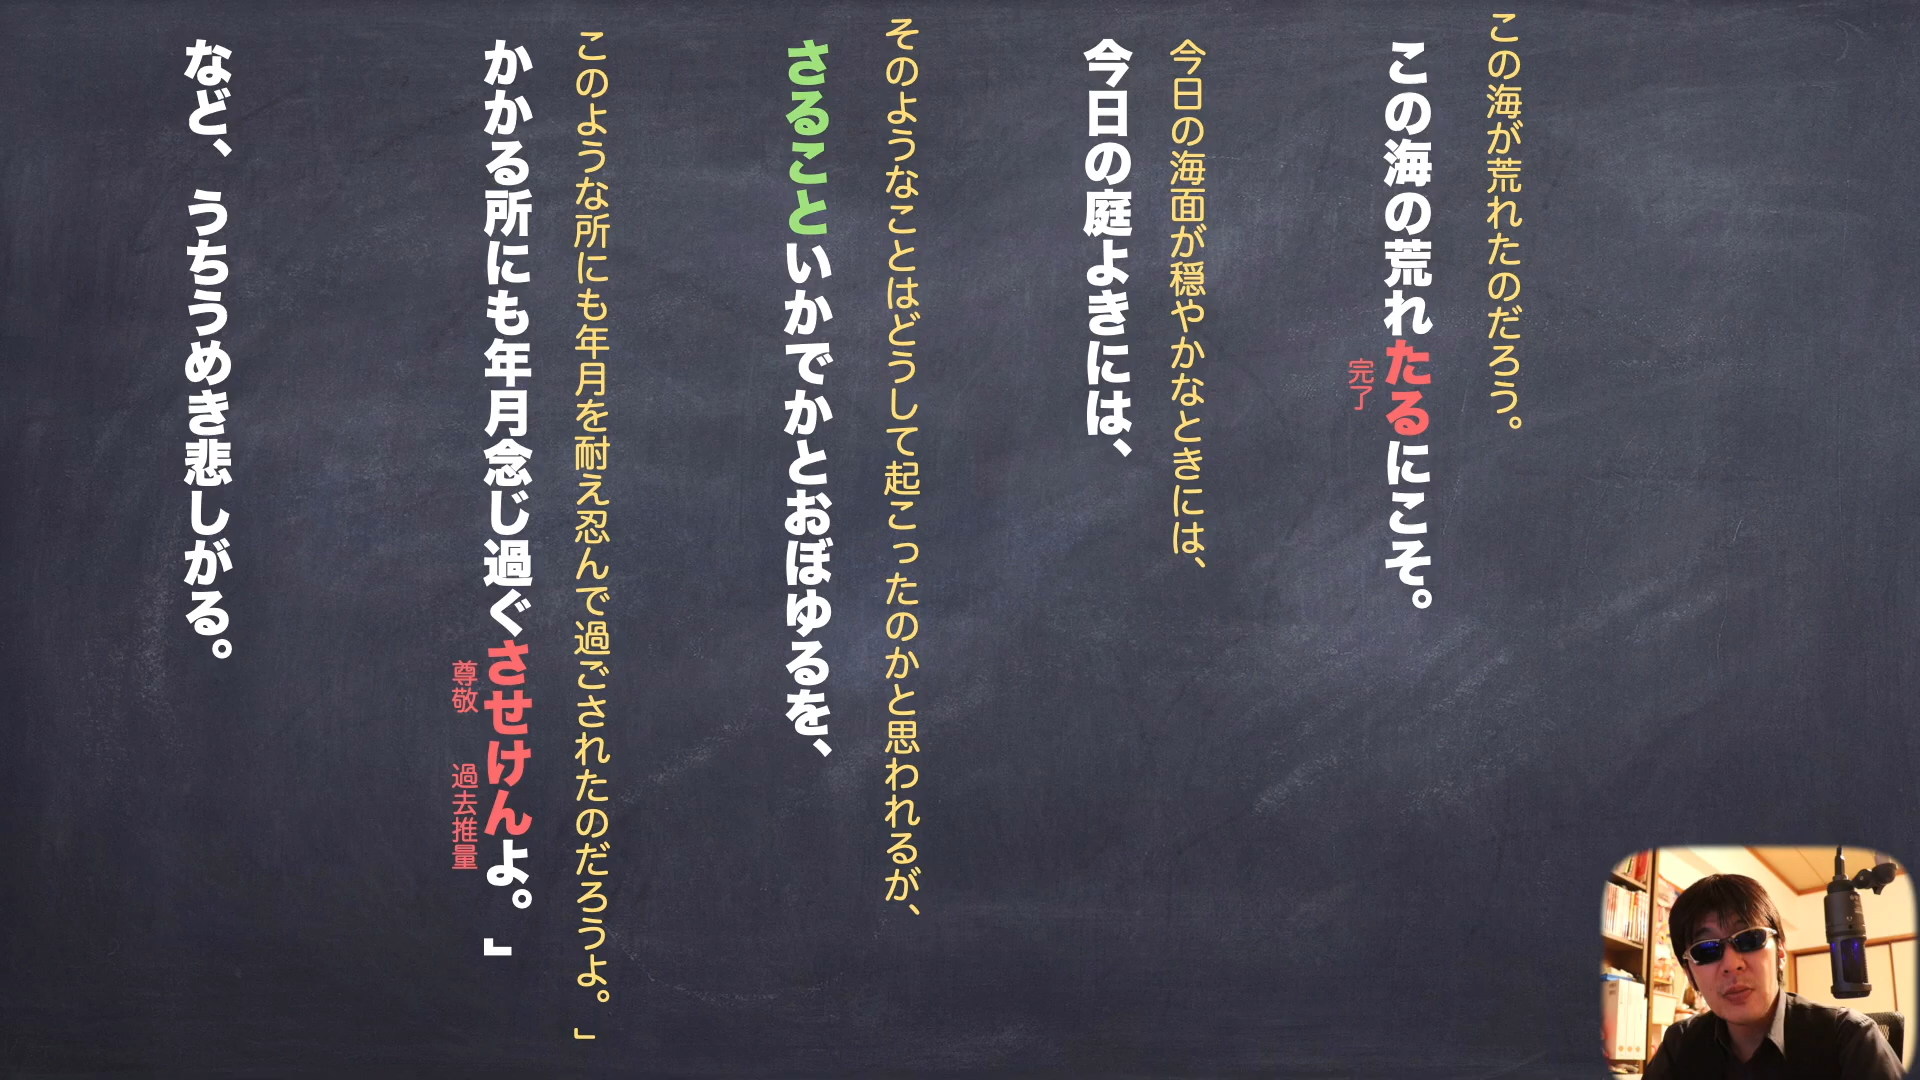 この海が荒れたのだろう。
この海の荒れたるにこそ。
完了
今日の海面が穏やかなときには、
今日の庭よきには、
そのようなことはどうして起こったのかと思われるが、
さることいかでかとおぼゆるを、
このような所にも年月を耐え忍んで過ごされたのだろうよ。」
かかる所にも年月念じ過ぐさせけんよ。」
尊敬 過去推量
など、うちうめき悲しがる。